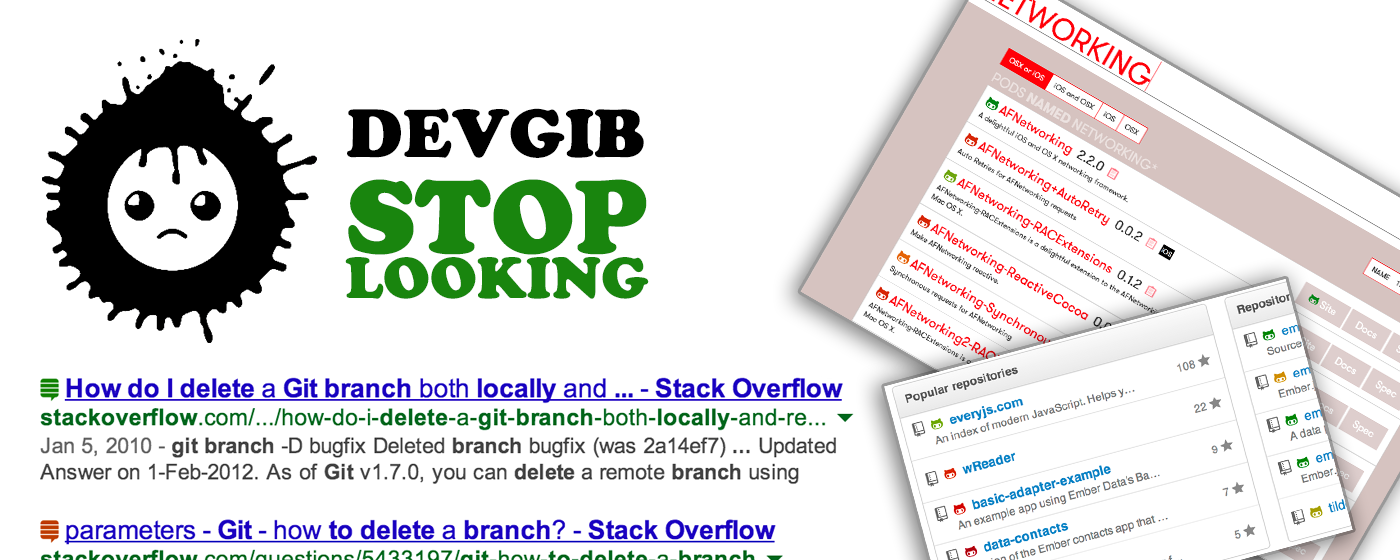 DEVGIB
STOP
LOOKING
How do I delete a Git branch both locally and ... - Stack Overflow
stackoverflow.com/.../how-do-i-delete-a-git-branch-both-locally-and-re...
Jan 5, 2010 - git branch -D bugfix Deleted branch bugfix (was 2a14ef7) ... Updated
Answer on 1-Feb-2012. As of Git v1.7.0, you can delete a remote branch using
parameters - Git - how to delete a branch? - Stack Overflow
stackoverflow.com/questions/5433197/git-how-to-delete-a-branch
NETWORKING
OSX or iOS
iOS and OSX
iOS
OSX
PODS NAMED NETWORKING*
AFNetworking 2.2.0
A delightful iOS and OS X networking framework.
AFNetworking+AutoRetry 0.0.2
Auto Retries for AFNetworking requests
AFNetworking-RACExtensions 0.1.2
AFNetworking-RACExtensions is a delightful extension to the AFNetworking
Mac OS X.
AFNetworking-ReactiveCocoa 0.0
Make AFNetworking reactive.
AFNetworking-Synchronou
Synchronous requests for AFNetworking
AFNetworking2-RAC
AFNetworking-RACExtensions is a
Mac OS X.
NAME
Site
Docs
Site
Docs
Spec
Docs
Spec
Spec
Popular repositories
everyjs.com
108
An index of modern JavaScript. Helps y…
wReader
22
basic-adapter-example
9
An example app using Ember Data's Ba…
data-contacts
7
of the Ember contacts app that …
5
Repositor
em
Source
em
Ember.
em
A data
em
Ember.
tild